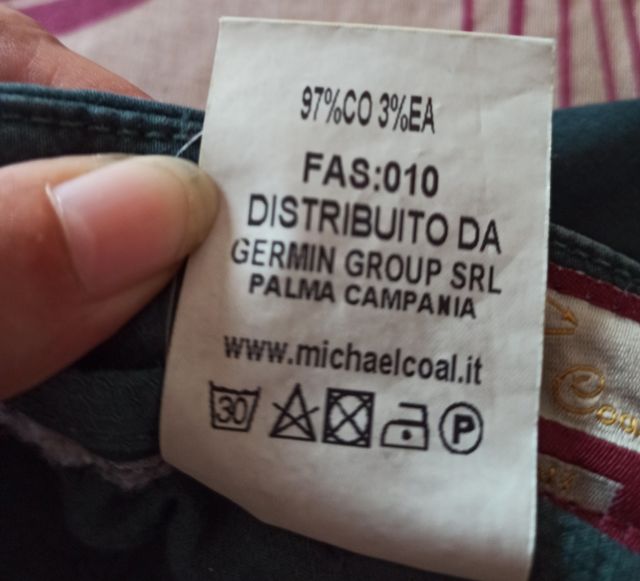 97%CO 3%EA
FAS:010
DISTRIBUITO DA
GERMIN GROUP SRL
PALMA CAMPANIA
www.michaelcoal.it
30
P